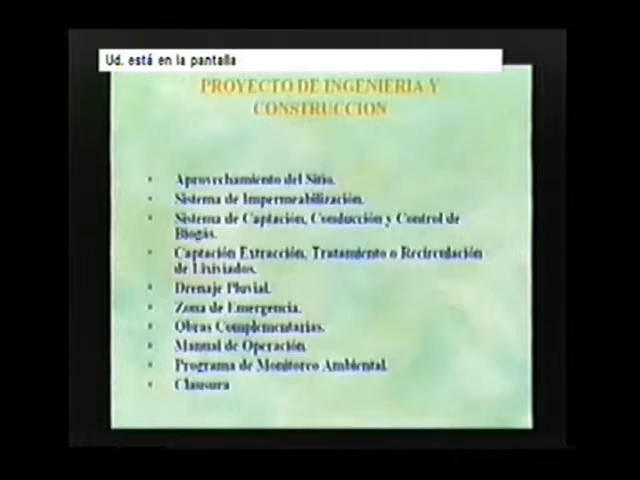 Ud. está en la pantalla
PROYECTO DE INGENIERIA Y
CONSTRUCCION
· Aprovechamiento del Sitio.
· Sistema de Impermeabilización.
· Sistema de Captación, Conducción y Control de
Biogás.
· Captación Extracción, Tratamiento o Recirculación
de Lixiviados.
· Drenaje Pluvial.
· Zona de Emergencia.
· Obras Complementarias.
· Manual de Operación.
· Programa de Monitoreo Ambiental.
· Clausura